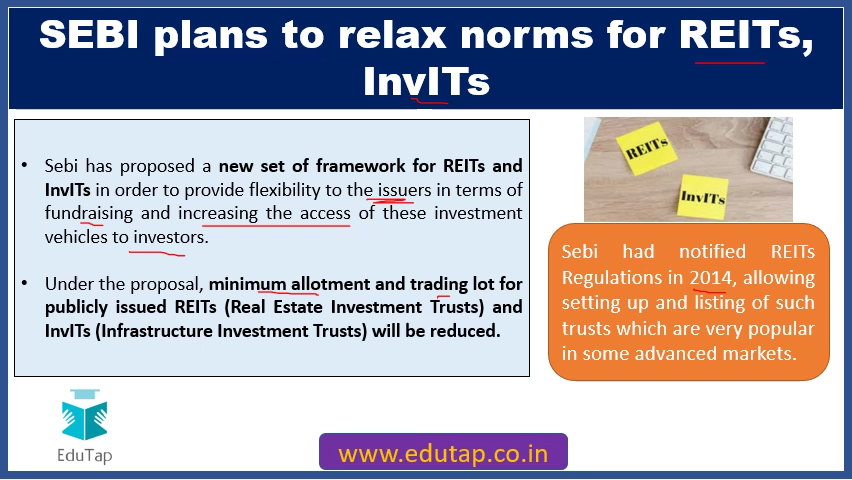 SEBI plans to relax norms for REITs,
InvITs
• Sebi has proposed a new set of framework for REITs and
InvITs in order to provide flexibility to the issuers in terms of
fundraising and increasing the access of these investment
vehicles to investors.
• Under the proposal, minimum allotment and trading lot for
publicly issued REITs (Real Estate Investment Trusts) and
InvITs (Infrastructure Investment Trusts) will be reduced.
REITs
InvITs
Sebi had notified REITs
Regulations in 2014, allowing
setting up and listing of such
trusts which are very popular
in some advanced markets.
EduTap
www.edutap.co.in